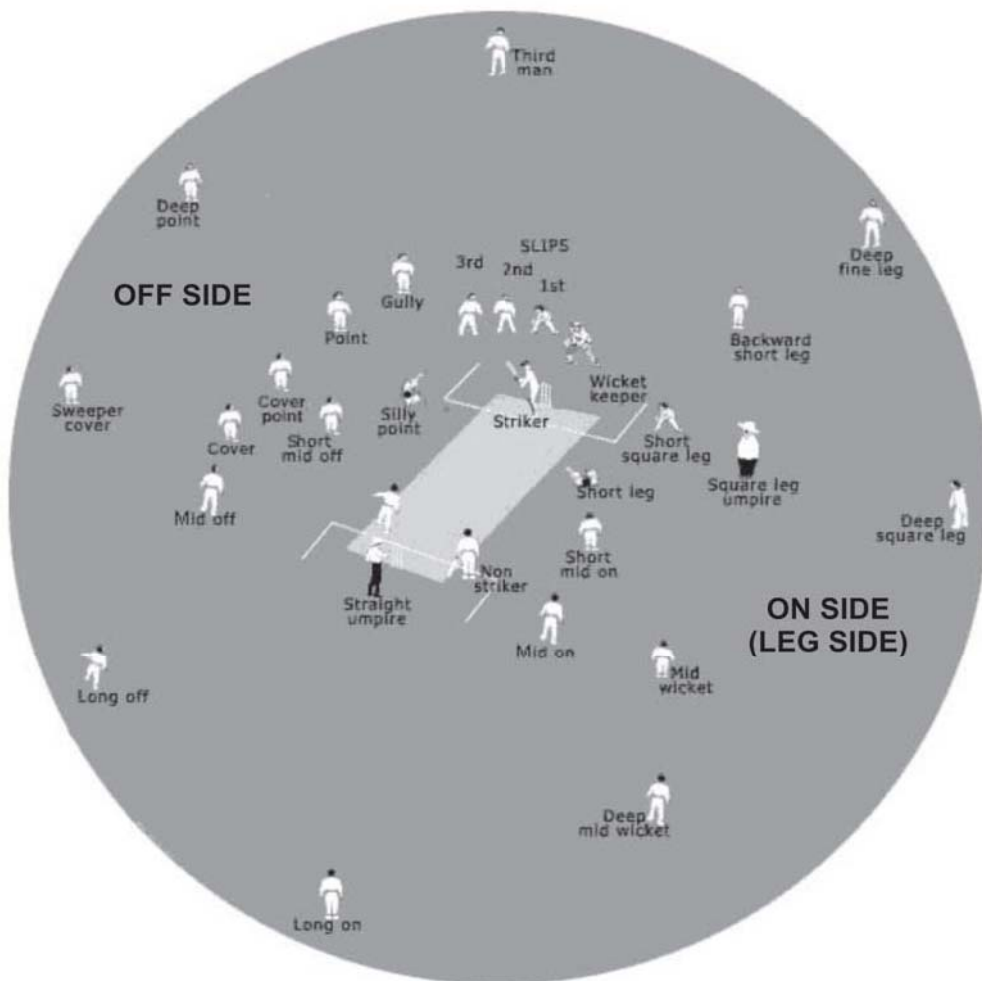 Third
man
Deep
point
SLIPS
3rd
2nd
1st
Deep
fine leg
OFF SIDE
Gully
Point
Backward
short leg
Sweeper
cover
Cover
point
Silly
point
Striker
Wicket
keeper
Cover
Short
mid off
Short
square leg
Mid off
Short leg
Square leg
umpire
Deep
square leg
Short
mid on
Non
striker
Straight
umpire
ON SIDE
(LEG SIDE)
Mid on
Mid
wicket
Long off
Deep
mid wicket
Long on